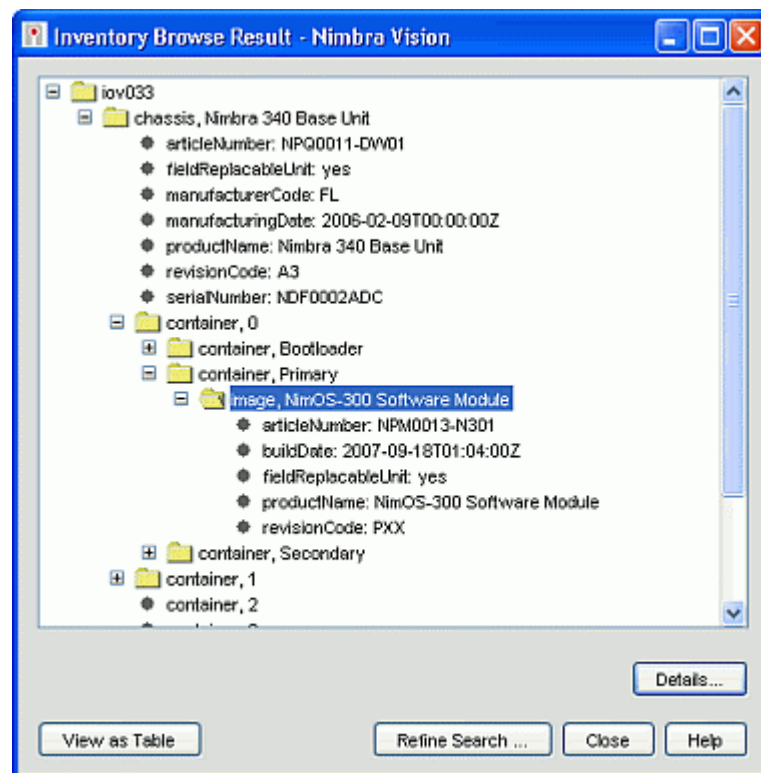 Inventory Browse Result - Nimbra Vision
iov033
chassis, Nimbra 340 Base Unit
articleNumber: NPQ0011-DW01
fieldReplacableUnit: yes
manufacturerCode: FL
manufacturingDate: 2006-02-09T00:00:00Z
productName: Nimbra 340 Base Unit
revisionCode: A3
serialNumber: NDF0002ADC
container, 0
container, Bootloader
container, Primary
image, NimOS-300 Software Module
articleNumber: NPM0013-N301
buildDate: 2007-09-18T01:04:00Z
fieldReplacableUnit: yes
productName: NimOS-300 Software Module
revisionCode: PXX
container, Secondary
container, 1
container, 2
Details...
View as Table
Refine Search ...
Close
Help